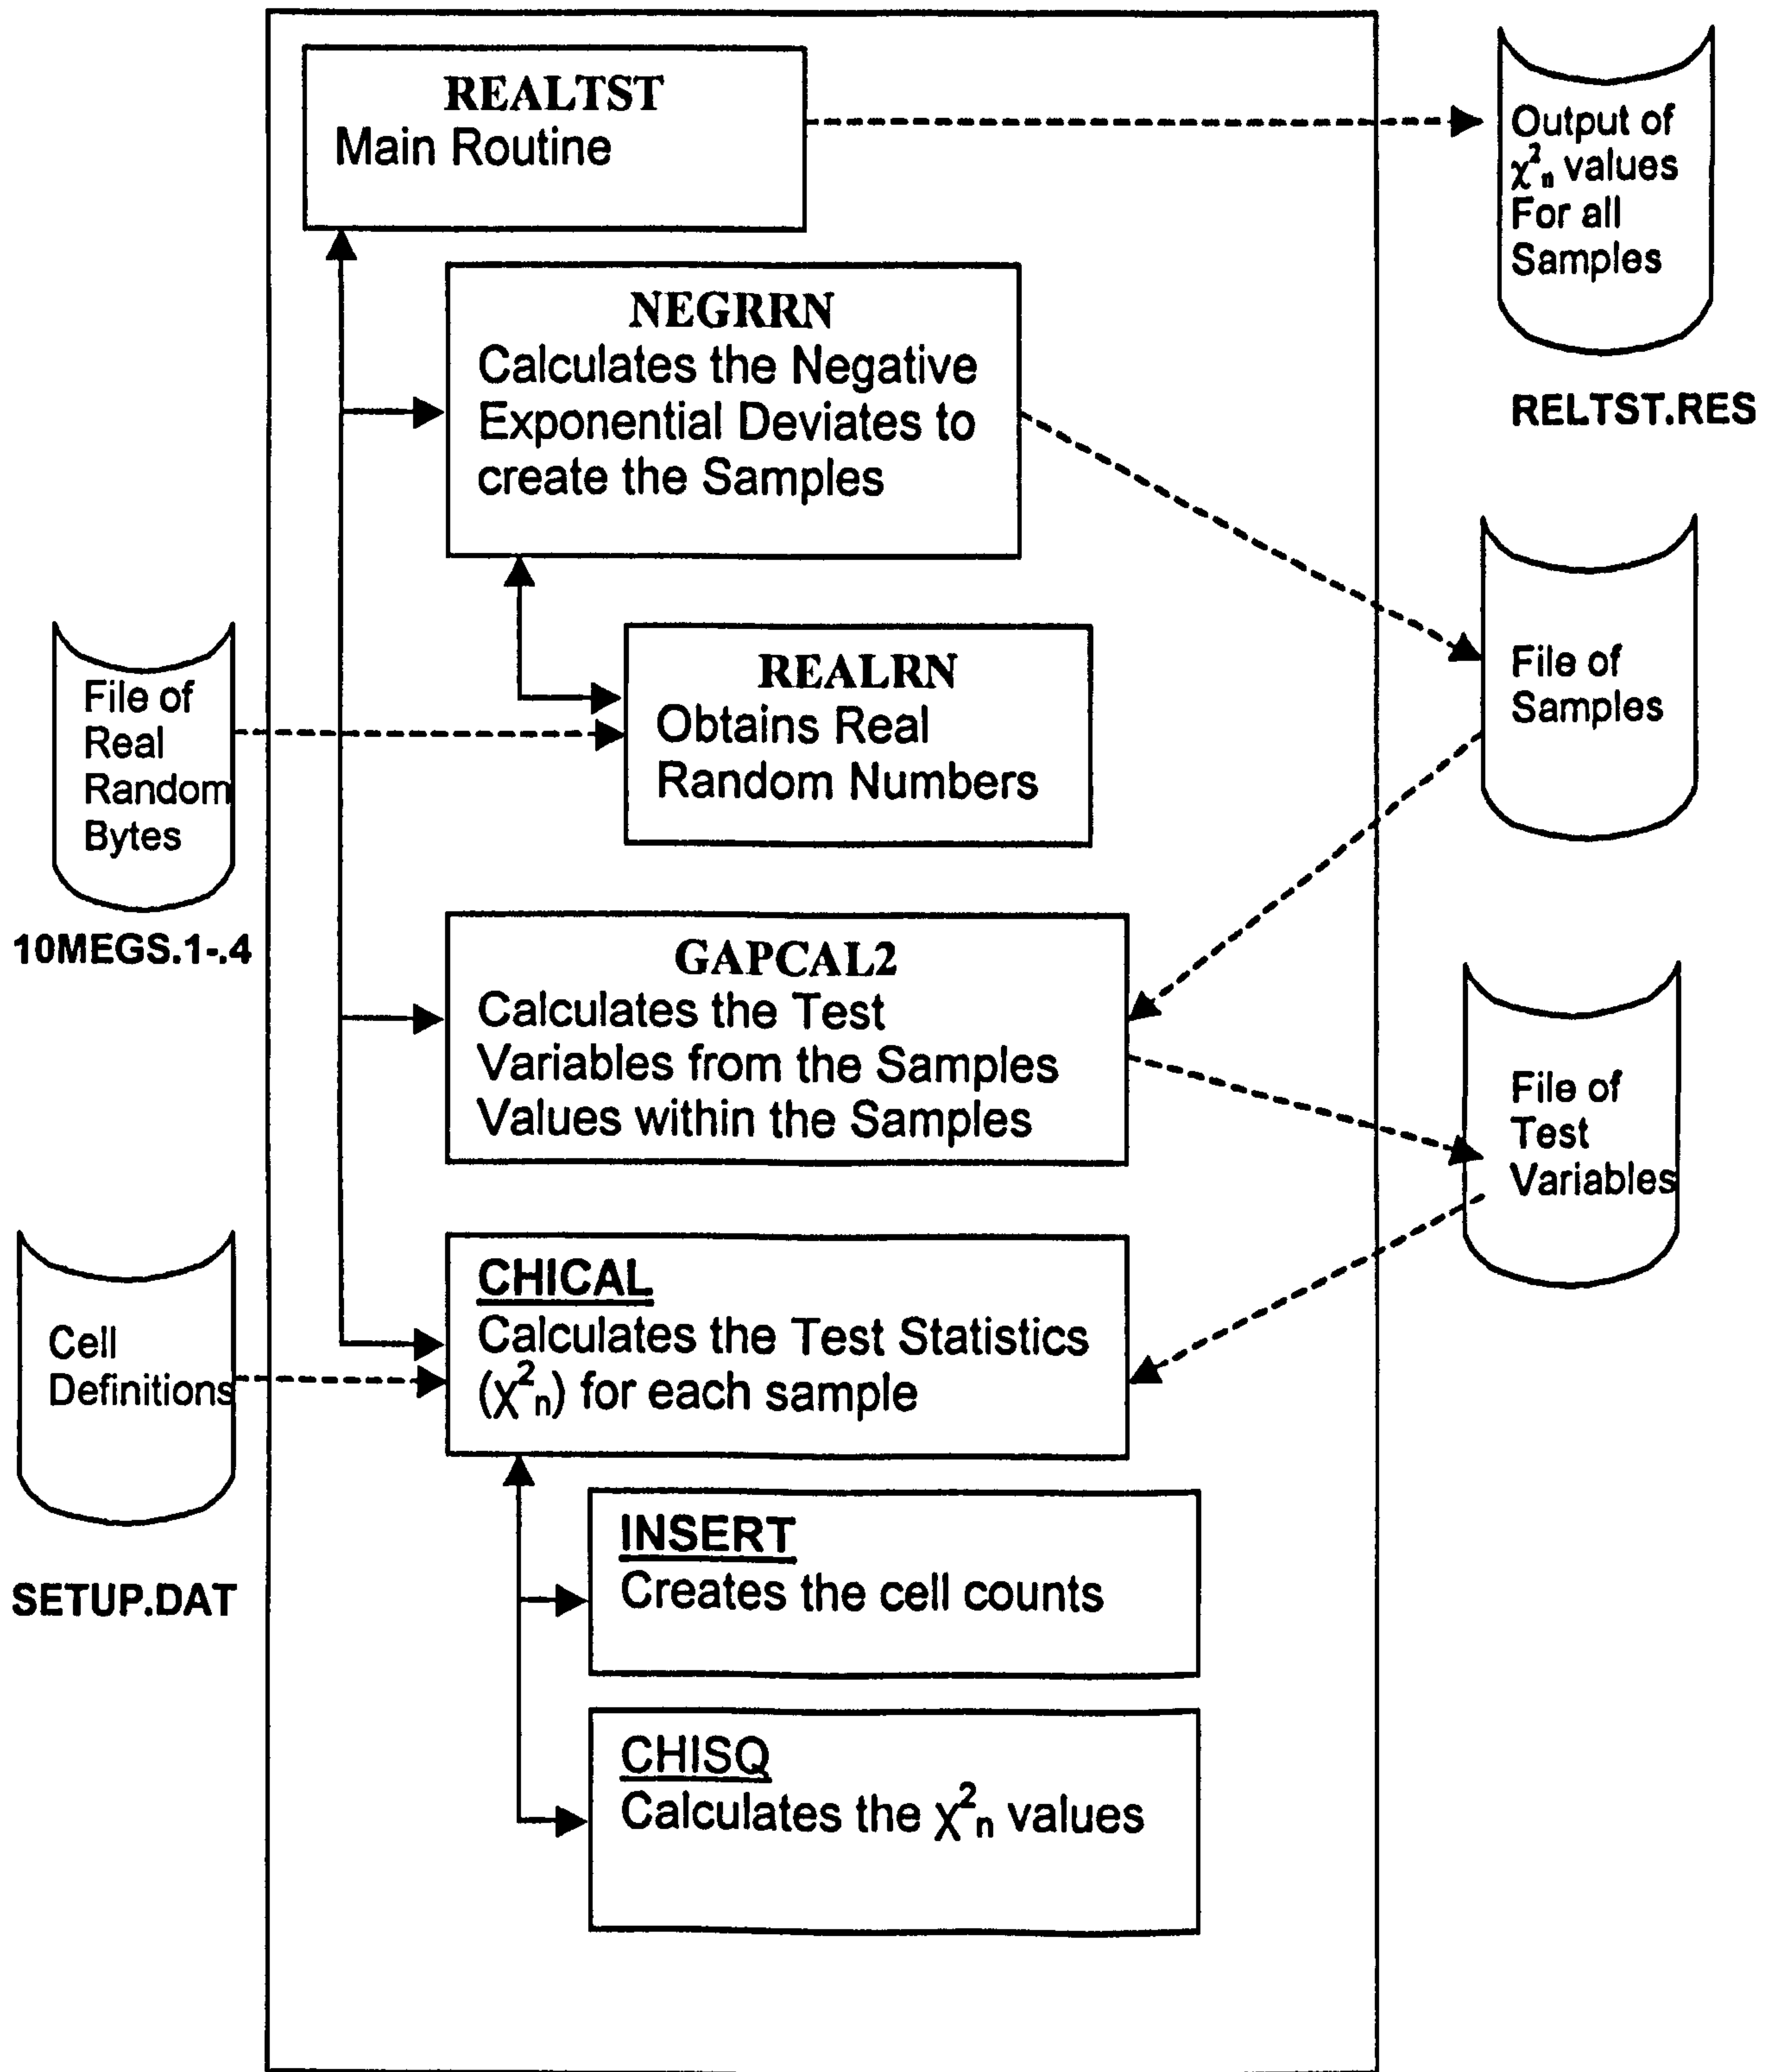 REALTST
Main Routine
Output of
χ²ₙ values
For all
Samples
RELTST.RES
NEGRRN
Calculates the Negative
Exponential Deviates to
create the Samples
File of
Samples
REALRN
Obtains Real
Random Numbers
File of
Real
Random
Bytes
10MEGS.1-.4
GAPCAL2
Calculates the Test
Variables from the Samples
Values within the Samples
File of
Test
Variables
CHICAL
Calculates the Test Statistics
(χ²ₙ) for each sample
Cell
Definitions
SETUP.DAT
INSERT
Creates the cell counts
CHISQ
Calculates the χ²ₙ values